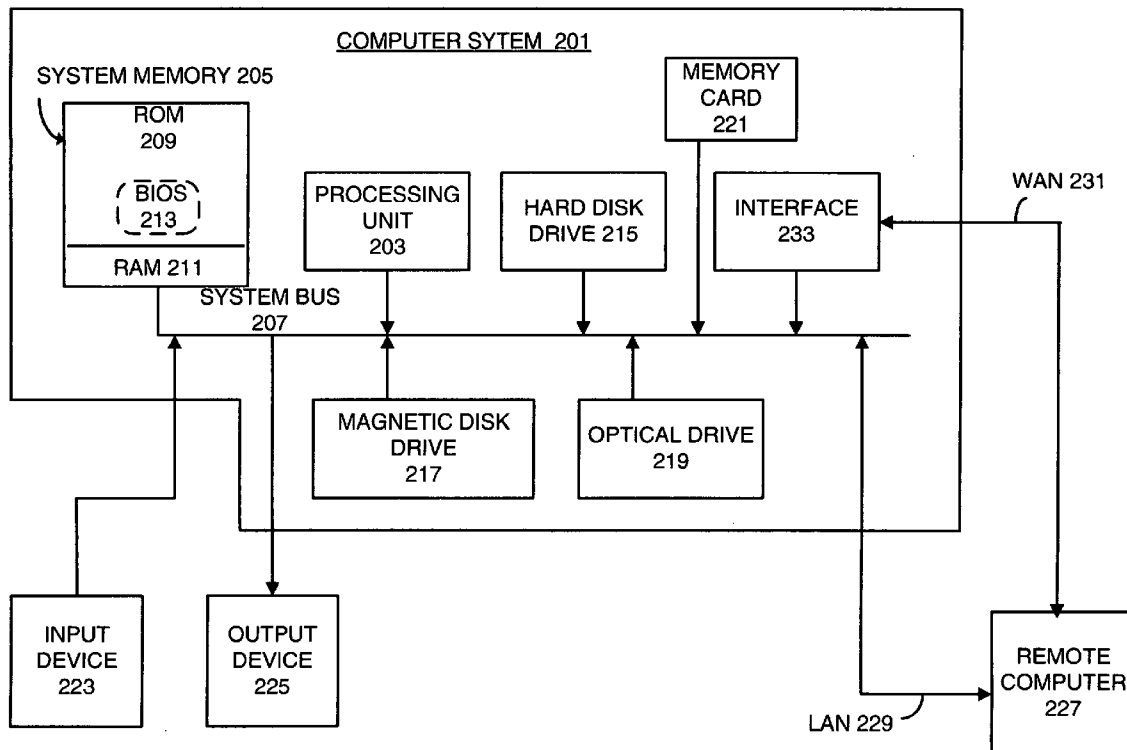 COMPUTER SYTEM 201
SYSTEM MEMORY 205
ROM
209
BIOS
213
RAM 211
MEMORY
CARD
221
PROCESSING
UNIT
203
HARD DISK
DRIVE 215
INTERFACE
233
WAN 231
SYSTEM BUS
207
MAGNETIC DISK
DRIVE
217
OPTICAL DRIVE
219
INPUT
DEVICE
223
OUTPUT
DEVICE
225
REMOTE
COMPUTER
227
LAN 229